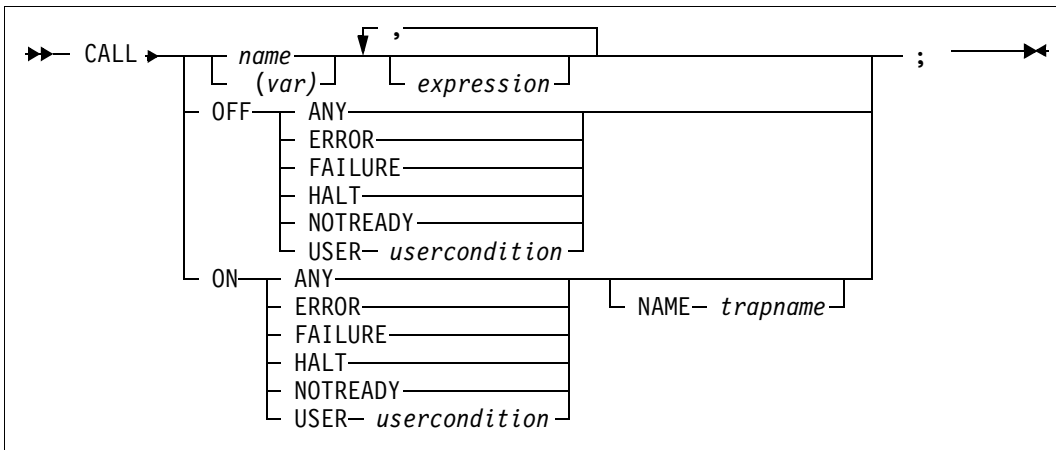 ,
CALL name ;
(var) expression
OFF ANY
ERROR
FAILURE
HALT
NOTREADY
USER usercondition
ON ANY
ERROR NAME trapname
FAILURE
HALT
NOTREADY
USER usercondition